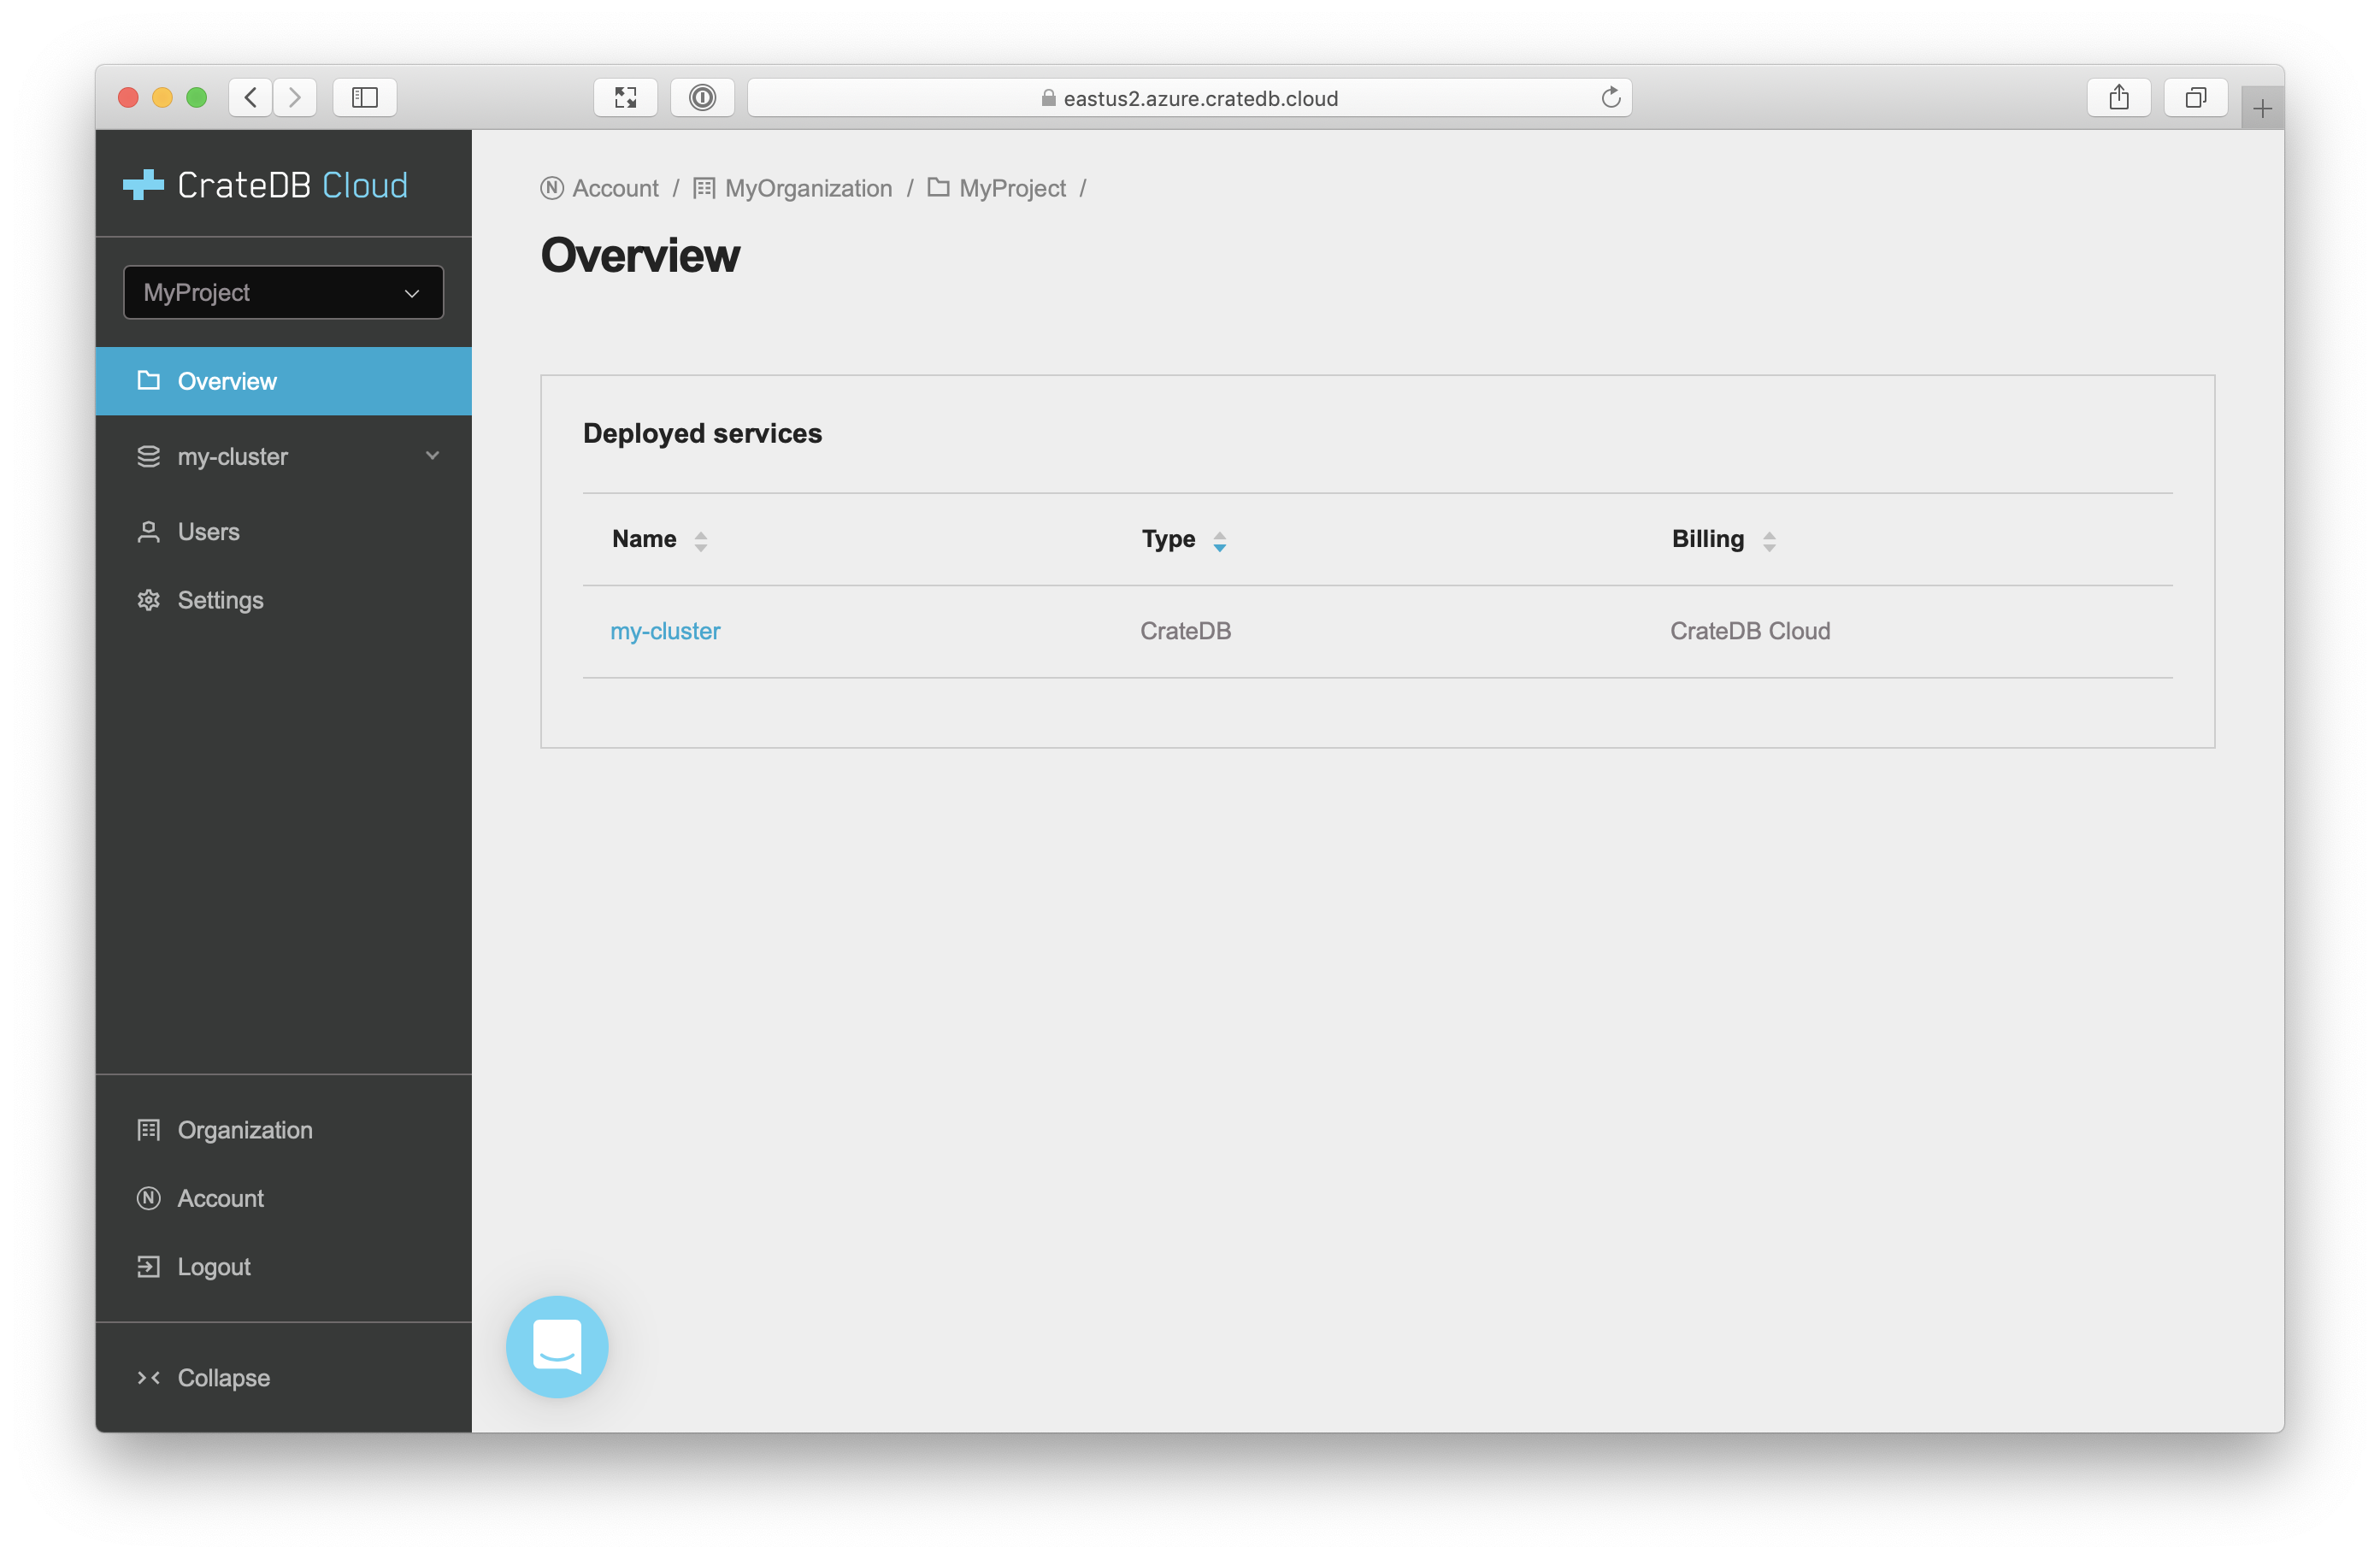 eastus2.azure.cratedb.cloud
CrateDB Cloud
MyProject
Overview
my-cluster
Users
Settings
Organization
N Account
Logout
Collapse
N Account / MyOrganization / MyProject /
Overview
Deployed services
Name Type Billing
my-cluster CrateDB CrateDB Cloud